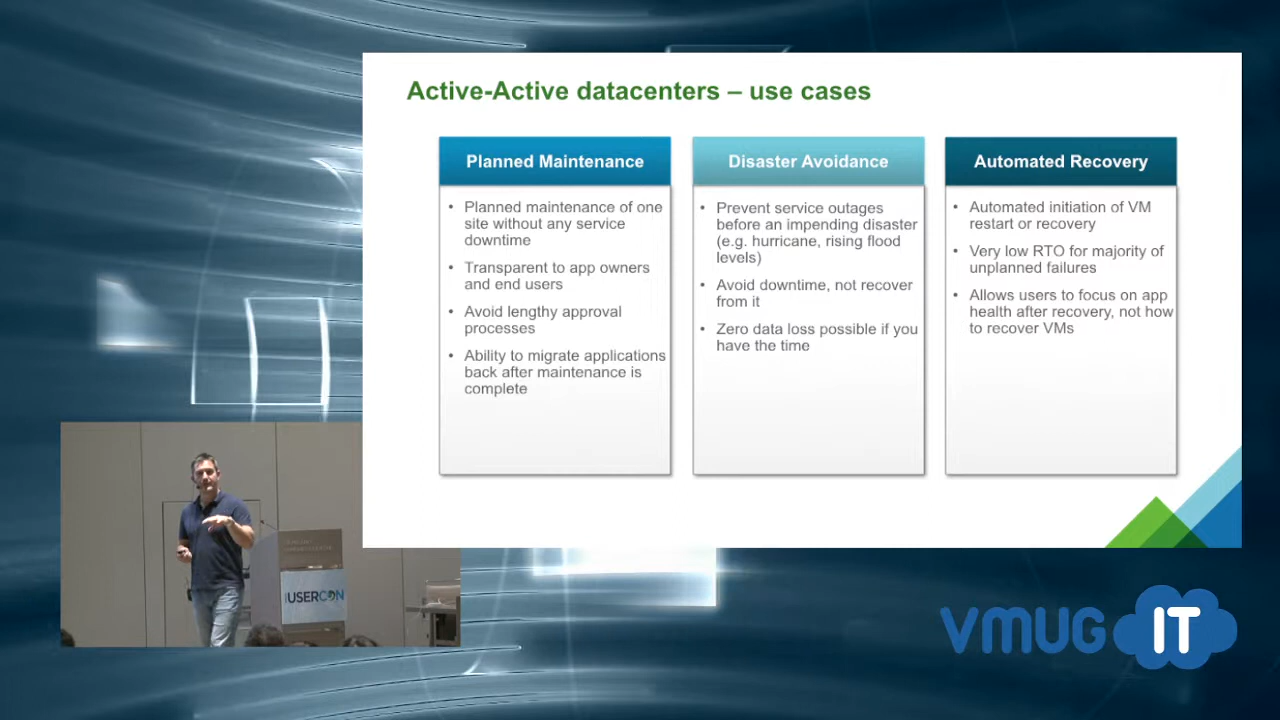 Active-Active datacenters – use cases
Planned Maintenance
• Planned maintenance of one
site without any service
downtime
• Transparent to app owners
and end users
• Avoid lengthy approval
processes
• Ability to migrate applications
back after maintenance is
complete
Disaster Avoidance
• Prevent service outages
before an impending disaster
(e.g. hurricane, rising flood
levels)
• Avoid downtime, not recover
from it
• Zero data loss possible if you
have the time
Automated Recovery
• Automated initiation of VM
restart or recovery
• Very low RTO for majority of
unplanned failures
• Allows users to focus on app
health after recovery, not how
to recover VMs
USERCON
vmug IT